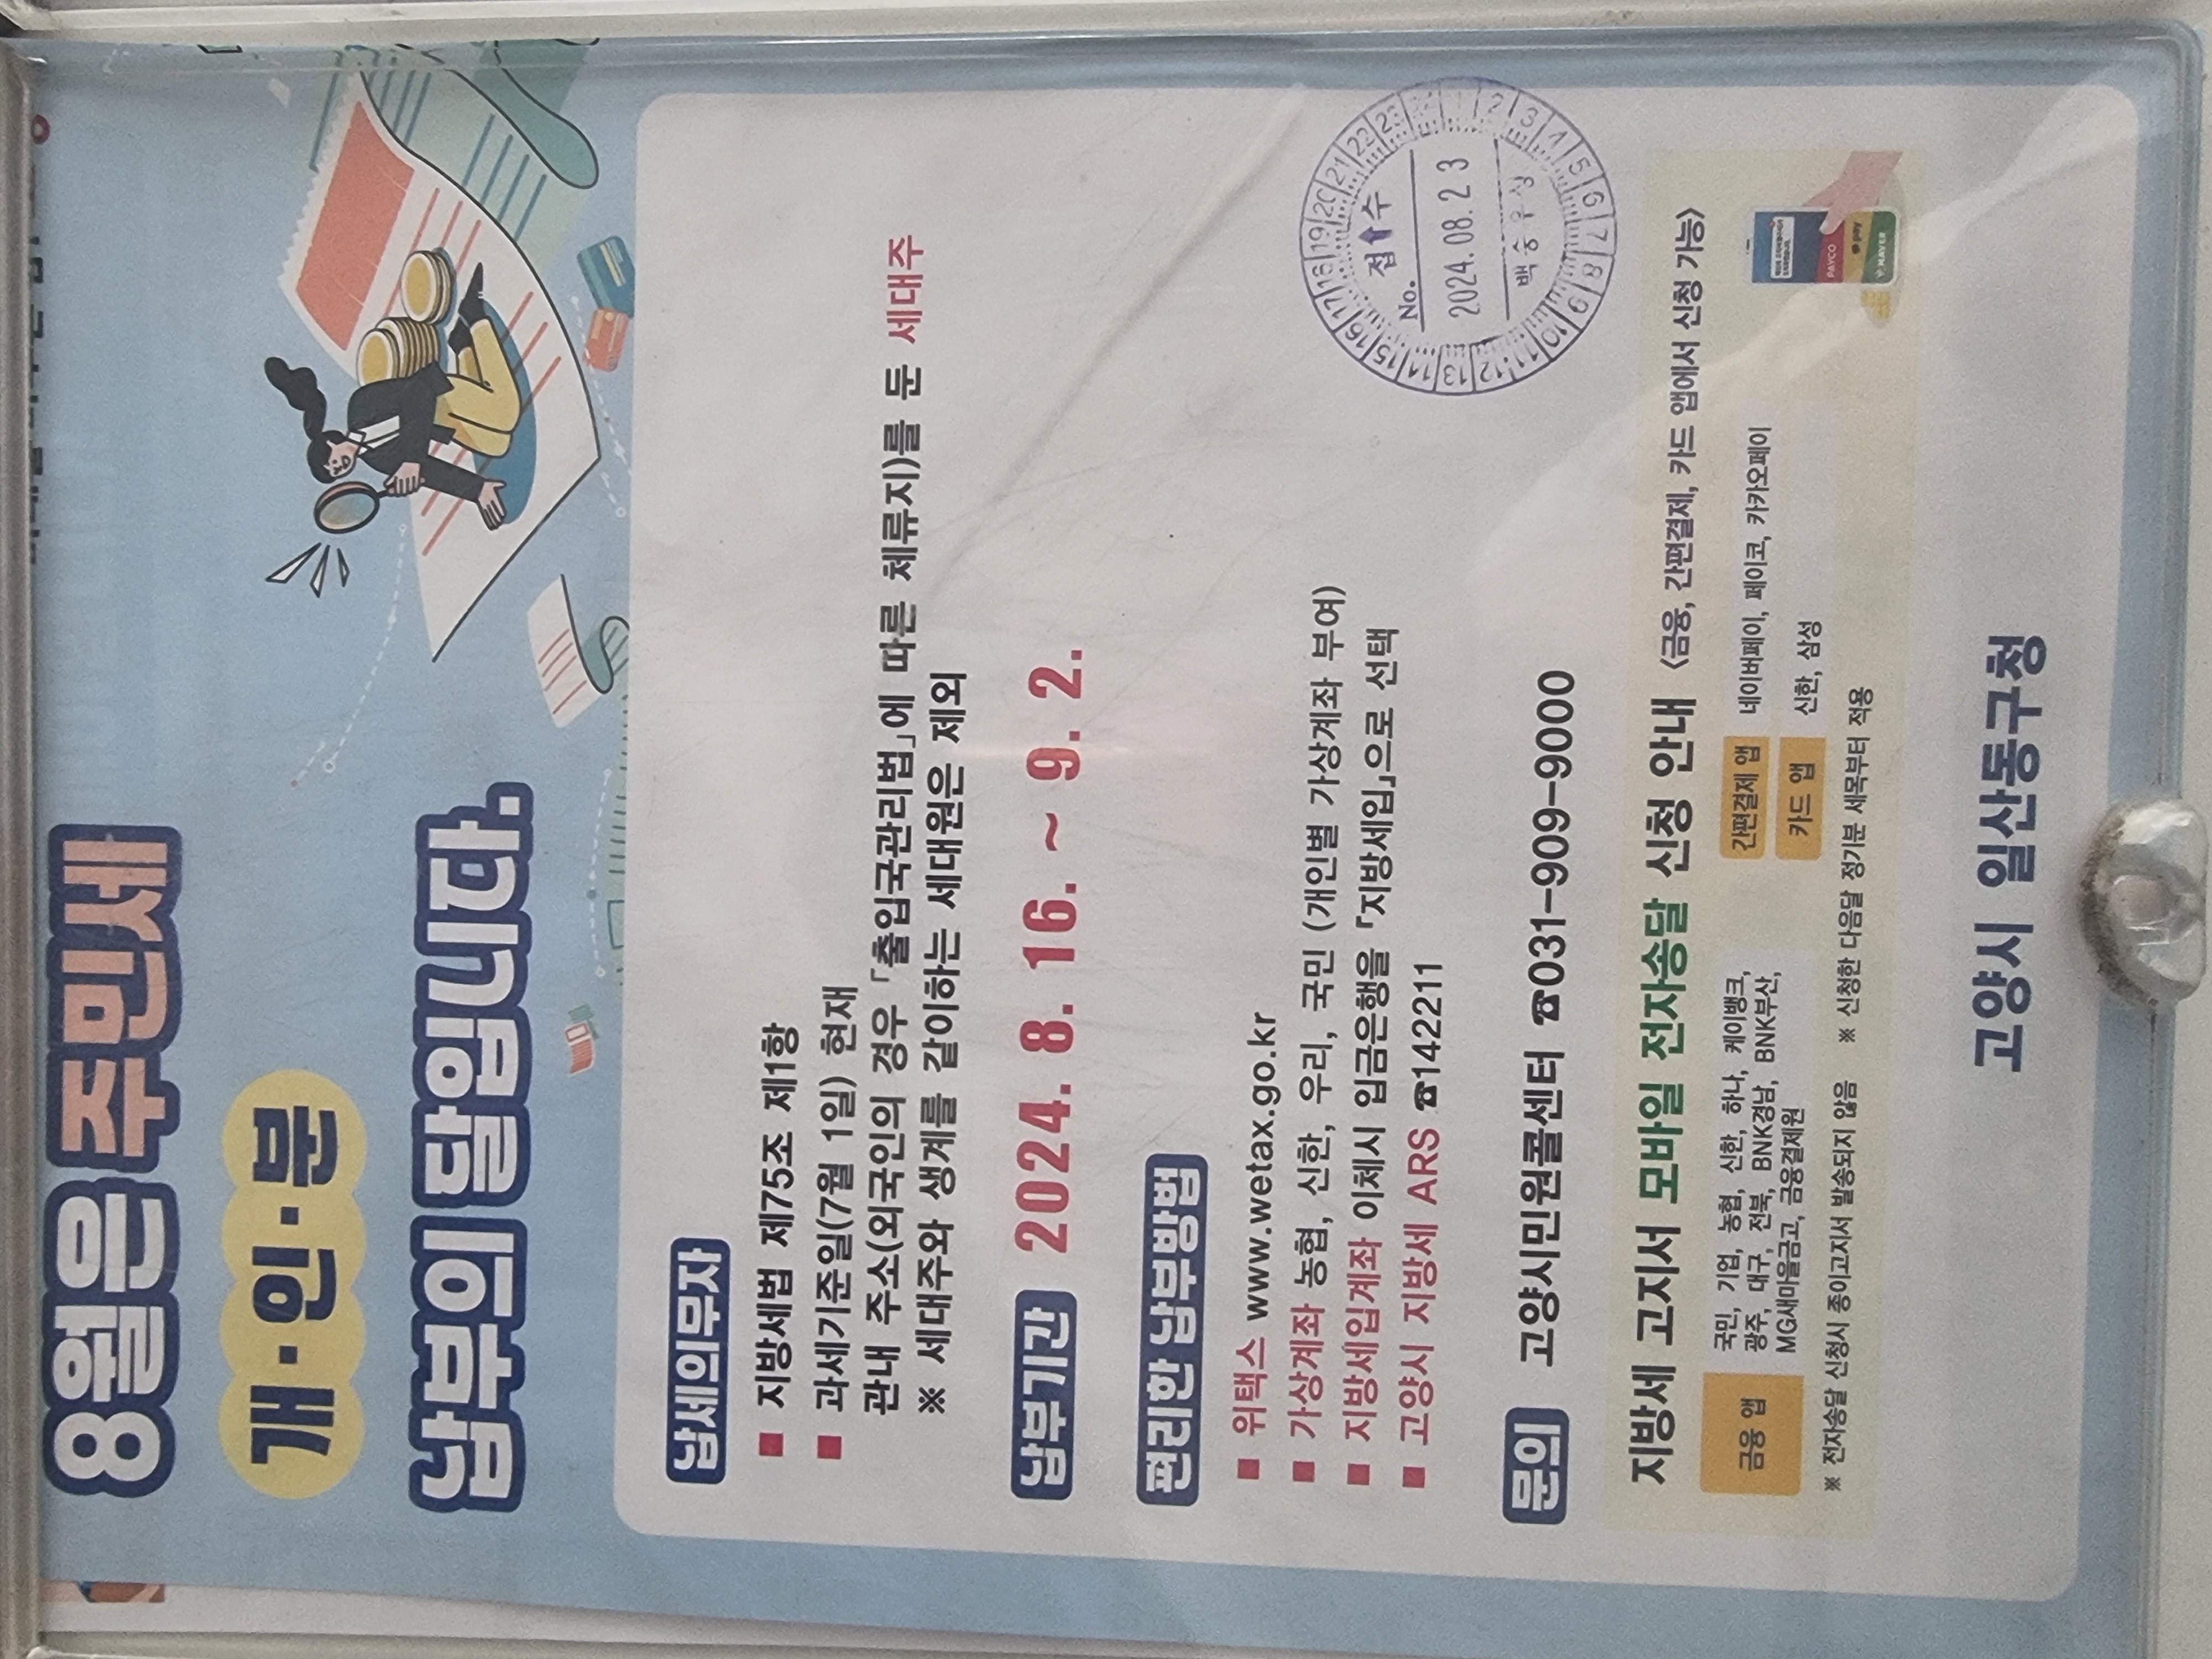 8월은 주민세
개·인·분
납부의 달입니다.
납세의무자
■ 지방세법 제75조 제1항
■ 과세기준일(7월 1일) 현재
관내 주소(외국인의 경우 「출입국관리법」에 따른 체류지)를 둔 세대주
※ 세대주와 생계를 같이하는 세대원은 제외
납부기간 2024. 8. 16. ~ 9. 2.
편리한 납부방법
■ 위택스 www.wetax.go.kr
■ 가상계좌 농협, 신한, 우리, 국민 (개인별 가상계좌 부여)
■ 지방세입계좌 이체시 입금은행을 「지방세입」으로 선택
■ 고양시 지방세 ARS ☎142211
접수
No.
2024. 08. 2 3
백송우성
문의 고양시민원콜센터 ☎031-909-9000
지방세 고지서 모바일 전자송달 신청 안내 <금융, 간편결제, 카드 앱에서 신청 가능>
금융 앱
국민, 기업, 농협, 신한, 하나, 케이뱅크,
광주, 대구, 전북, BNK경남, BNK부산,
MG새마을금고, 금융결제원
간편결제 앱 네이버페이, 페이코, 카카오페이
카드 앱 신한, 삼성
PAYCO
pay
NAVER
※ 전자송달 신청시 종이고지서 발송되지 않음 ※ 신청한 다음달 정기분 세목부터 적용
고양시 일산동구청